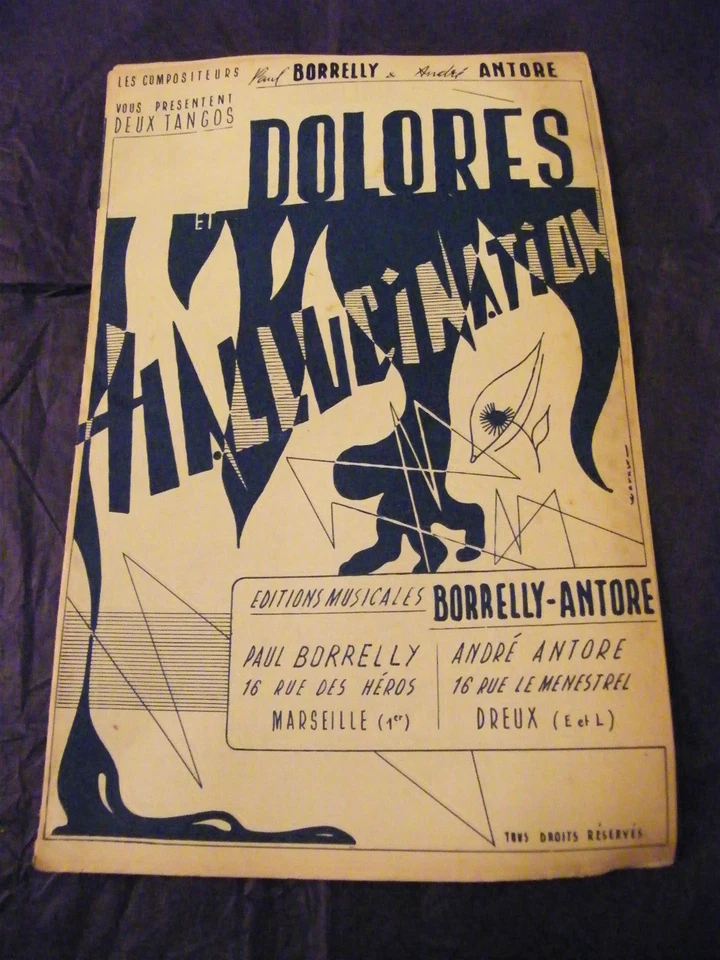 LES COMPOSITEURS Paul BORRELLY & André ANTORE
VOUS PRESENTENT
DEUX TANGOS
DOLORES
ET
HALLUCINATION
EDITIONS MUSICALES BORRELLY-ANTORE
PAUL BORRELLY
16 RUE DES HÉROS
MARSEILLE (1er)
ANDRÉ ANTORE
16 RUE LE MENESTREL
DREUX (E et L)
TOUS DROITS RÉSERVÉS